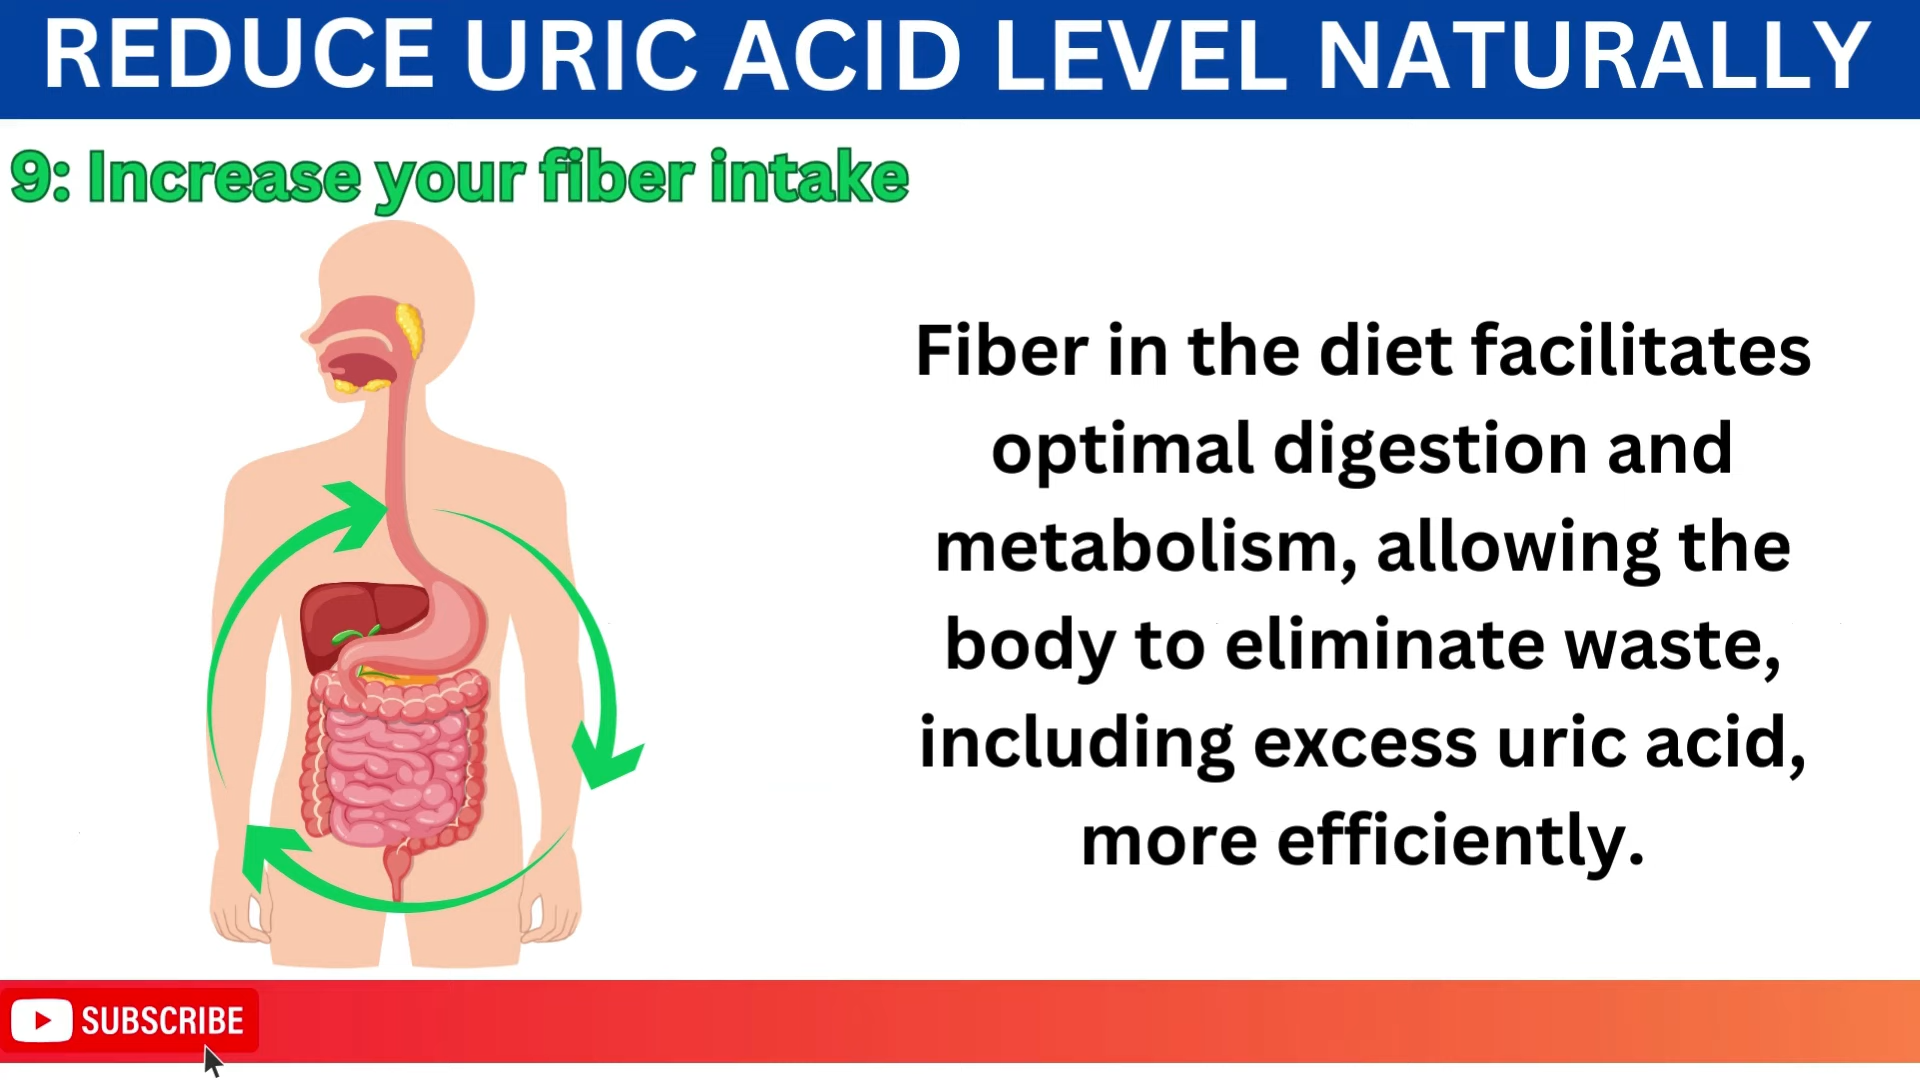 REDUCE URIC ACID LEVEL NATURALLY
9: Increase your fiber intake
Fiber in the diet facilitates
optimal digestion and
metabolism, allowing the
body to eliminate waste,
including excess uric acid,
more efficiently.
SUBSCRIBE